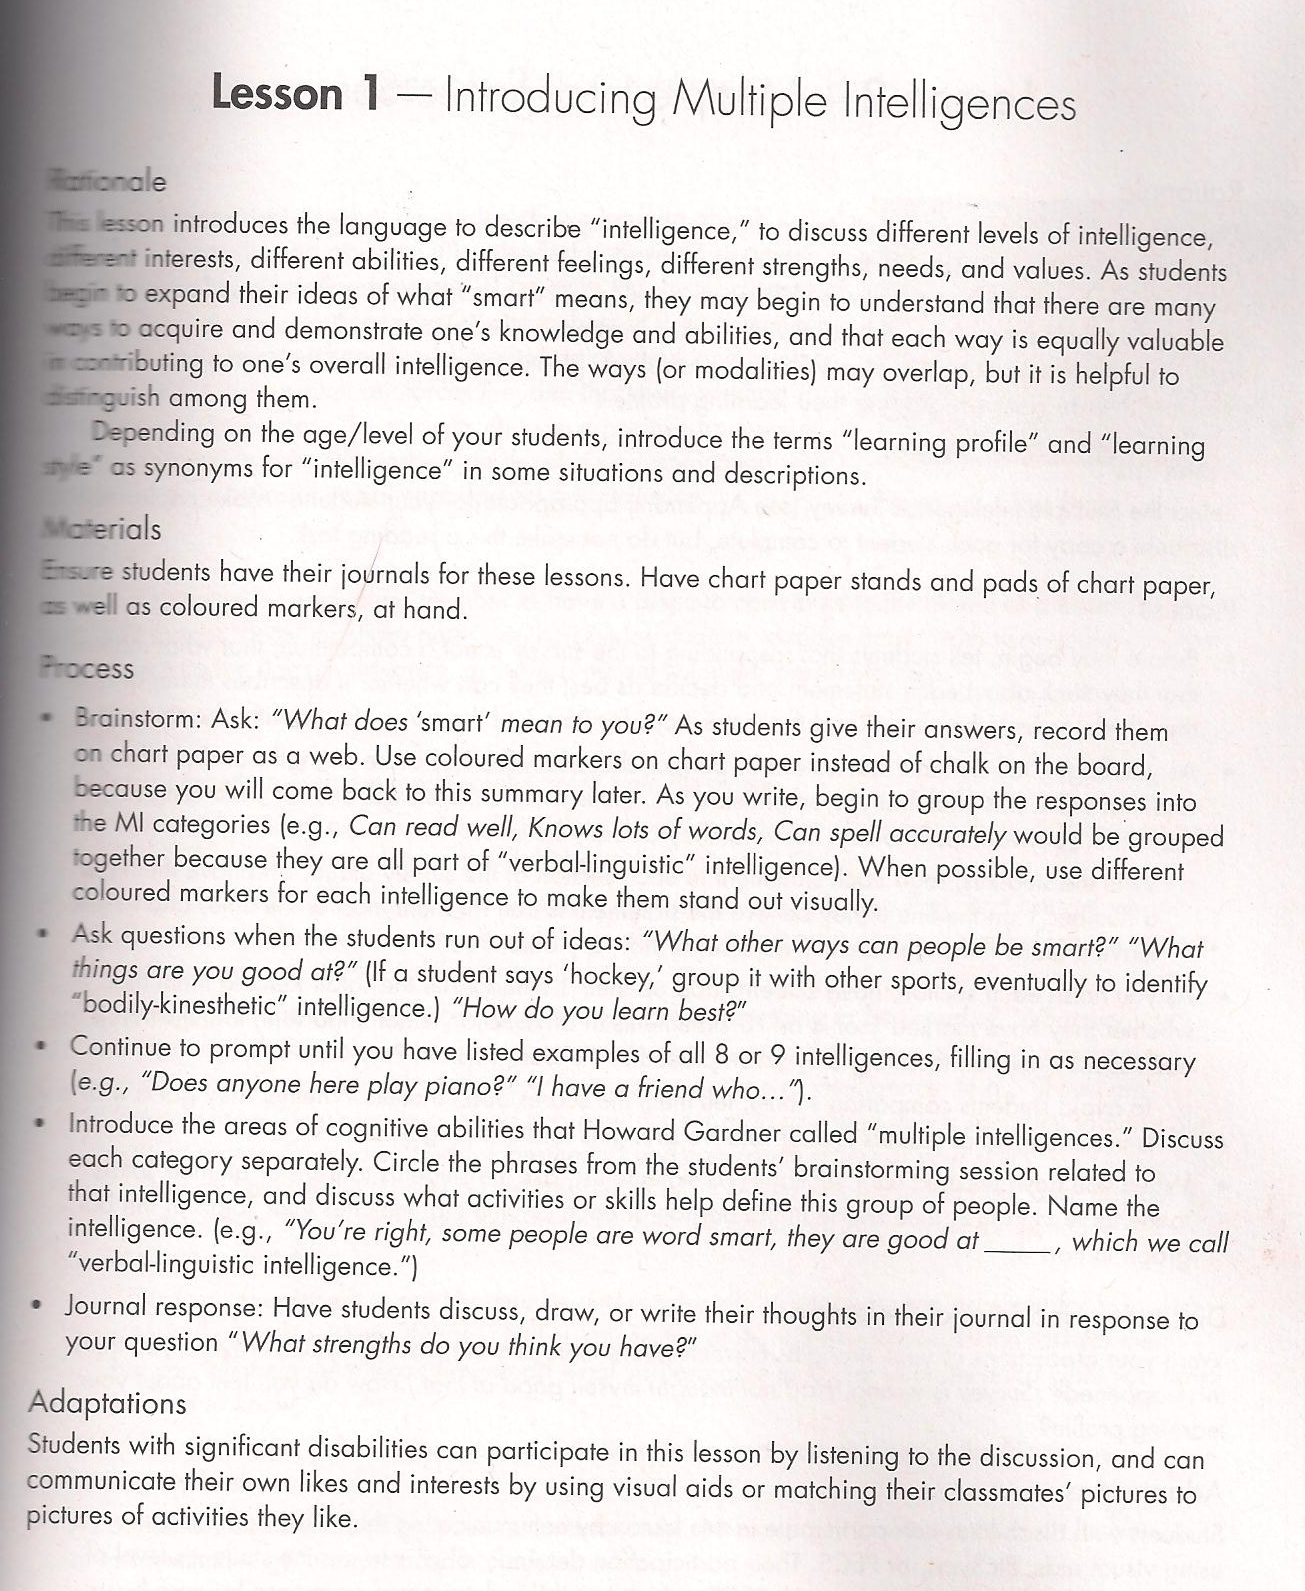 Lesson 1 — Introducing Multiple Intelligences
Rationale
This lesson introduces the language to describe “intelligence,” to discuss different levels of intelligence,
different interests, different abilities, different feelings, different strengths, needs, and values. As students
begin to expand their ideas of what “smart” means, they may begin to understand that there are many
ways to acquire and demonstrate one’s knowledge and abilities, and that each way is equally valuable
in contributing to one’s overall intelligence. The ways (or modalities) may overlap, but it is helpful to
distinguish among them.
Depending on the age/level of your students, introduce the terms “learning profile” and “learning
style” as synonyms for “intelligence” in some situations and descriptions.
Materials
Ensure students have their journals for these lessons. Have chart paper stands and pads of chart paper,
as well as coloured markers, at hand.
Process
• Brainstorm: Ask: “What does ‘smart’ mean to you?” As students give their answers, record them
on chart paper as a web. Use coloured markers on chart paper instead of chalk on the board,
because you will come back to this summary later. As you write, begin to group the responses into
the MI categories (e.g., Can read well, Knows lots of words, Can spell accurately would be grouped
together because they are all part of “verbal-linguistic” intelligence). When possible, use different
coloured markers for each intelligence to make them stand out visually.
• Ask questions when the students run out of ideas: “What other ways can people be smart?” “What
things are you good at?” (If a student says ‘hockey,’ group it with other sports, eventually to identify
“bodily-kinesthetic” intelligence.) “How do you learn best?”
• Continue to prompt until you have listed examples of all 8 or 9 intelligences, filling in as necessary
(e.g., “Does anyone here play piano?” “I have a friend who...”).
• Introduce the areas of cognitive abilities that Howard Gardner called “multiple intelligences.” Discuss
each category separately. Circle the phrases from the students’ brainstorming session related to
that intelligence, and discuss what activities or skills help define this group of people. Name the
intelligence. (e.g., “You’re right, some people are word smart, they are good at _____, which we call
“verbal-linguistic intelligence.”)
• Journal response: Have students discuss, draw, or write their thoughts in their journal in response to
your question “What strengths do you think you have?”
Adaptations
Students with significant disabilities can participate in this lesson by listening to the discussion, and can
communicate their own likes and interests by using visual aids or matching their classmates’ pictures to
pictures of activities they like.